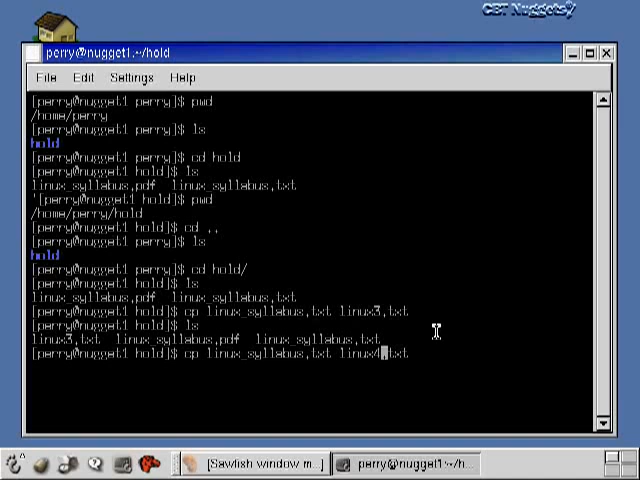 CBT Nuggets
perry@nugget1:~/hold
File Edit Settings Help
[perry@nugget1 perry]$ pwd
/home/perry
[perry@nugget1 perry]$ ls
hold
[perry@nugget1 perry]$ cd hold
[perry@nugget1 hold]$ ls
linux_syllabus.pdf linux_syllabus.txt
'[perry@nugget1 hold]$ pwd
/home/perry/hold
[perry@nugget1 hold]$ cd ..
[perry@nugget1 perry]$ ls
hold
[perry@nugget1 perry]$ cd hold/
[perry@nugget1 hold]$ ls
linux_syllabus.pdf linux_syllabus.txt
[perry@nugget1 hold]$ cp linux_syllabus.txt linux3.txt
[perry@nugget1 hold]$ ls
linux3.txt linux_syllabus.pdf linux_syllabus.txt
[perry@nugget1 hold]$ cp linux_syllabus.txt linux4.txt
[Sawfish window m...] perry@nugget1:~/h...